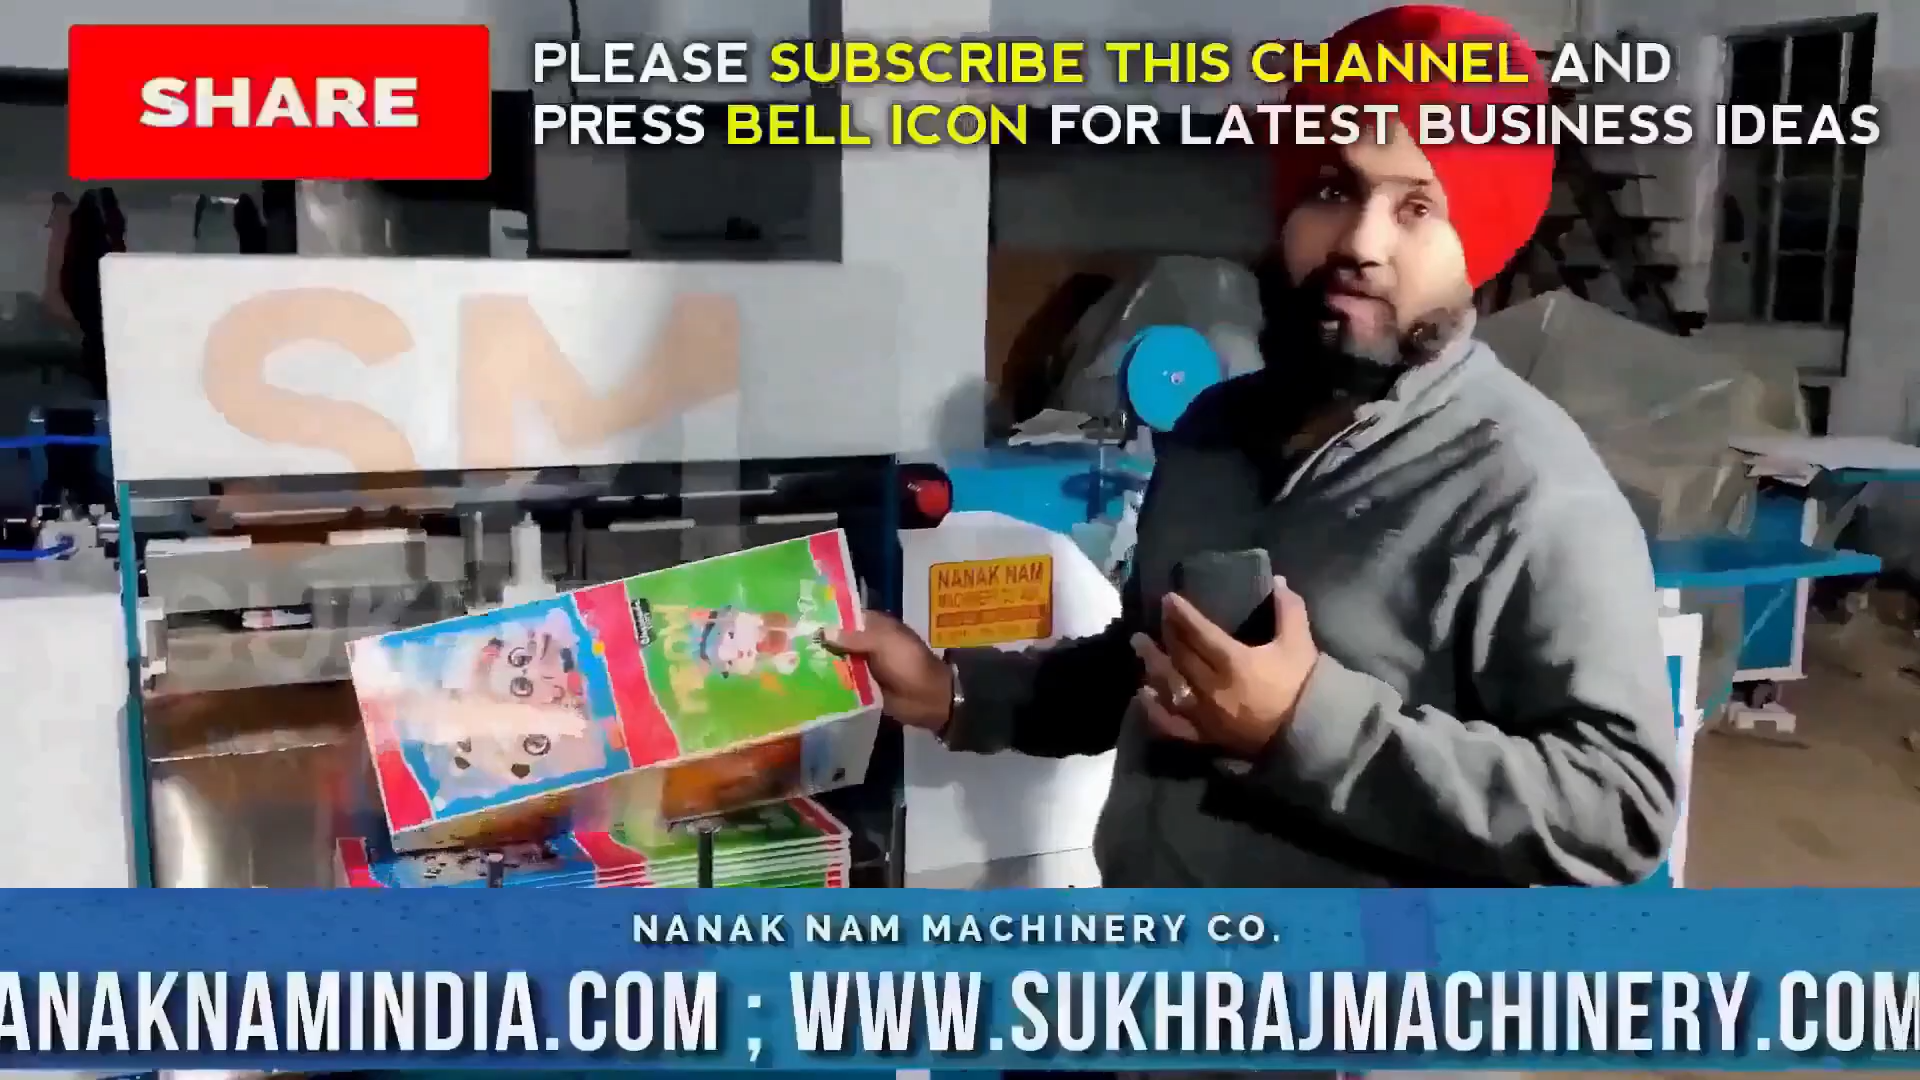 SHARE
PLEASE SUBSCRIBE THIS CHANNEL AND
PRESS BELL ICON FOR LATEST BUSINESS IDEAS
SM
NANAK NAM
NANAK NAM MACHINERY CO.
ANAKNAMINDIA.COM ; WWW.SUKHRAJMACHINERY.COM